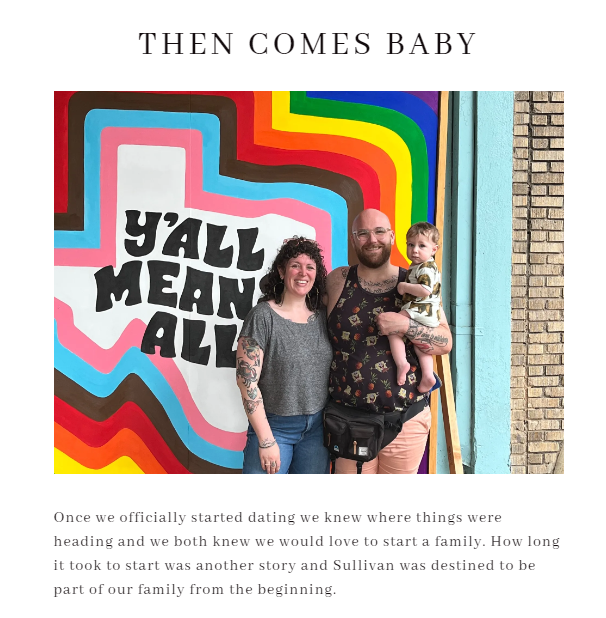 THEN COMES BABY
Y'ALL
MEAN
ALL
Once we officially started dating we knew where things were
heading and we both knew we would love to start a family. How long
it took to start was another story and Sullivan was destined to be
part of our family from the beginning.